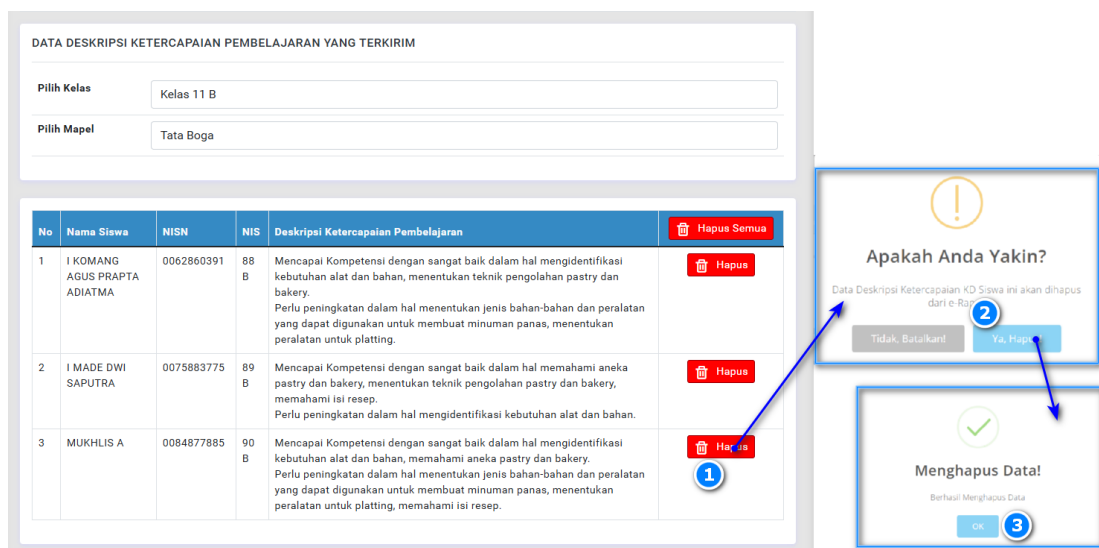 DATA DESKRIPSI KETERCAPAIAN PEMBELAJARAN YANG TERKIRIM
Pilih Kelas
Kelas 11 B
Pilih Mapel
Tata Boga
No Nama Siswa NISN NIS Deskripsi Ketercapaian Pembelajaran Hapus Semua
1 I KOMANG 0062860391 88 Mencapai Kompetensi dengan sangat baik dalam hal mengidentifikasi Hapus
AGUS PRAPTA B kebutuhan alat dan bahan, menentukan teknik pengolahan pastry dan
ADIATMA bakery.
Perlu peningkatan dalam hal menentukan jenis bahan-bahan dan peralatan
yang dapat digunakan untuk membuat minuman panas, menentukan
peralatan untuk platting.
2 I MADE DWI 0075883775 89 Mencapai Kompetensi dengan sangat baik dalam hal memahami aneka Hapus
SAPUTRA B pastry dan bakery, menentukan teknik pengolahan pastry dan bakery,
memahami isi resep.
Perlu peningkatan dalam hal mengidentifikasi kebutuhan alat dan bahan.
3 MUKHLIS A 0084877885 90 Mencapai Kompetensi dengan sangat baik dalam hal mengidentifikasi Hapus
B kebutuhan alat dan bahan, memahami aneka pastry dan bakery.
Perlu peningkatan dalam hal menentukan jenis bahan-bahan dan peralatan
yang dapat digunakan untuk membuat minuman panas, menentukan
peralatan untuk platting, memahami isi resep.
1
Apakah Anda Yakin?
Data Deskripsi Ketercapaian KD Siswa ini akan dihapus
dari
2
Tidak, Batalkan! Ya,
Menghapus Data!
Berhasil Menghapus Data
OK
3